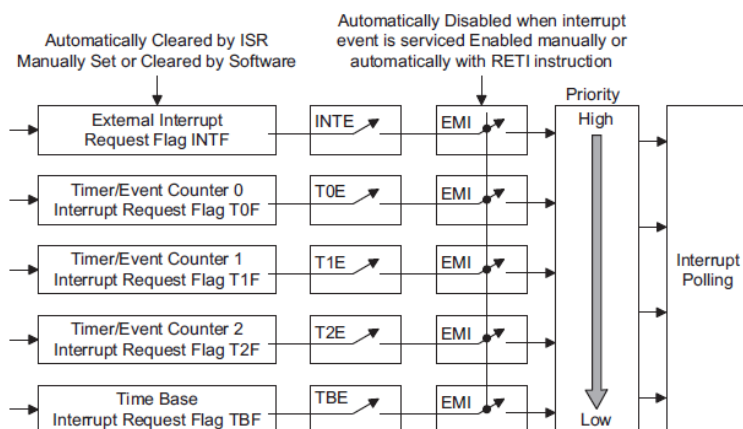 Automatically Cleared by ISR
Manually Set or Cleared by Software
Automatically Disabled when interrupt
event is serviced Enabled manually or
automatically with RETI instruction
Priority
High
External Interrupt
Request Flag INTF
INTE
EMI
Timer/Event Counter 0
Interrupt Request Flag T0F
T0E
EMI
Timer/Event Counter 1
Interrupt Request Flag T1F
T1E
EMI
Interrupt
Polling
Timer/Event Counter 2
Interrupt Request Flag T2F
T2E
EMI
Time Base
Interrupt Request Flag TBF
TBE
EMI
Low